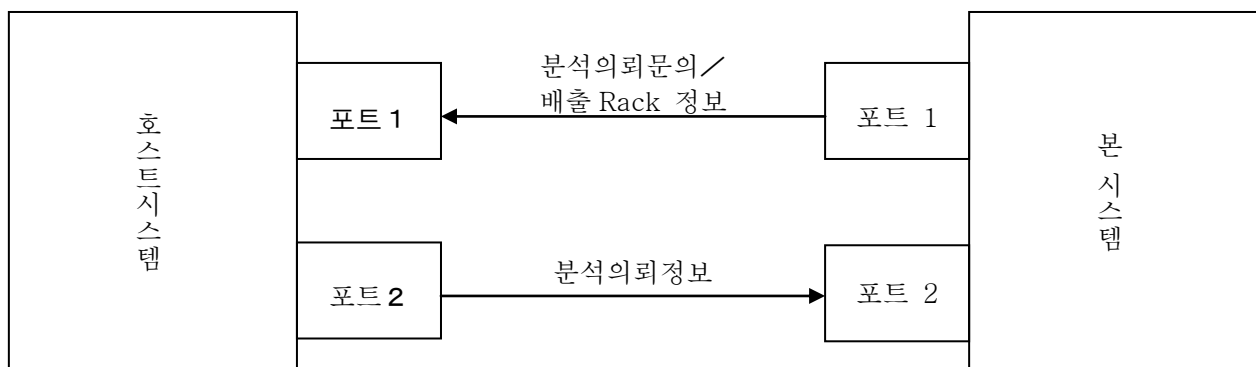 호스트시스템
포트 1
분석의뢰문의／
배출 Rack 정보
포트 1
본 시스템
포트 2
분석의뢰정보
포트 2